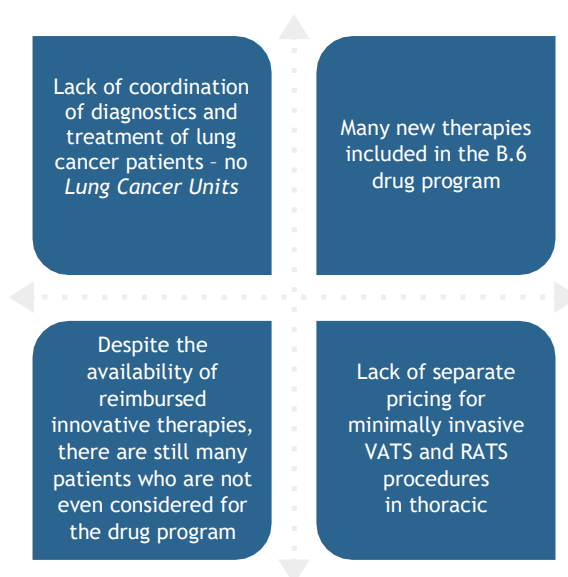 Lack of coordination
of diagnostics and
treatment of lung
cancer patients – no
Lung Cancer Units
Many new therapies
included in the B.6
drug program
Despite the
availability of
reimbursed
innovative therapies,
there are still many
patients who are not
even considered for
the drug program
Lack of separate
pricing for
minimally invasive
VATS and RATS
procedures
in thoracic